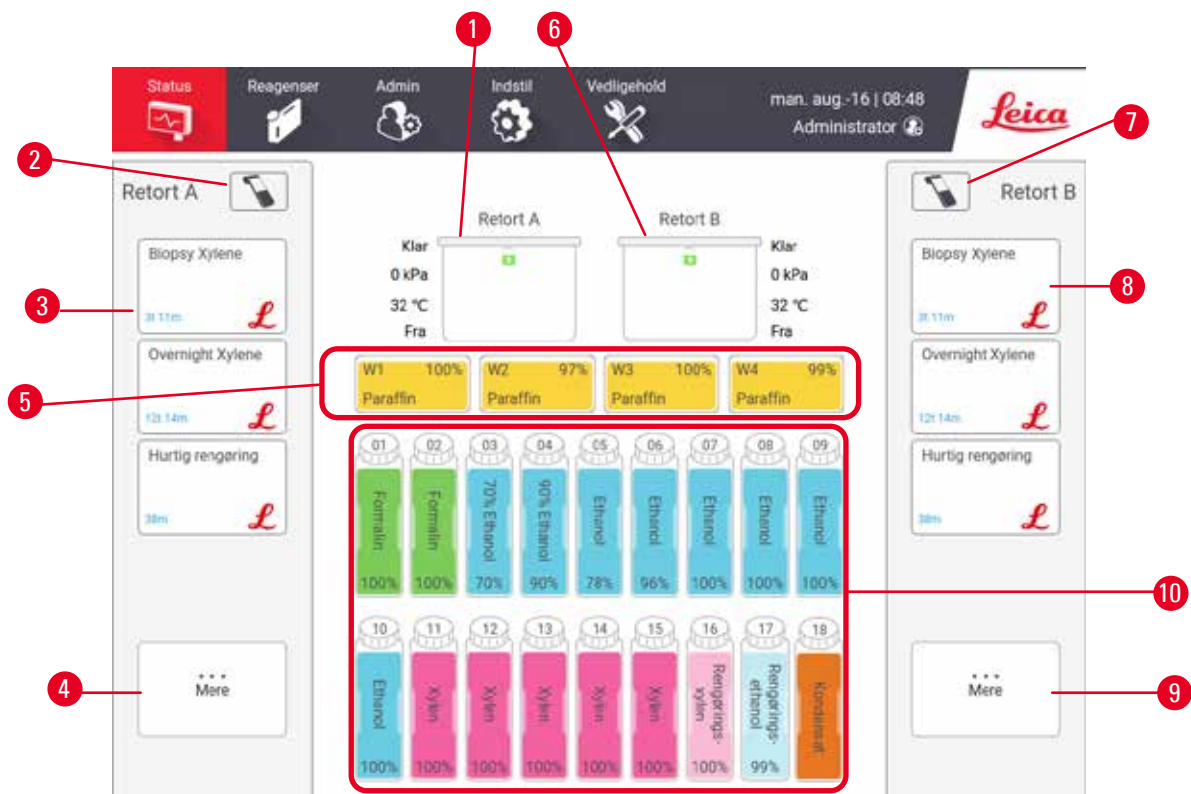 1
6
Status
Reagenser
Admin
Indstil
Vedligehold
man. aug.-16 | 08:48
Administrator
Leica
2
7
Retort A
Retort B
Retort A
Retort B
Klar
0 kPa
32 °C
Fra
Klar
0 kPa
32 °C
Fra
3
8
Biopsy Xylene
3t 11m
Overnight Xylene
12t 14m
Hurtig rengøring
38m
Biopsy Xylene
3t 11m
Overnight Xylene
12t 14m
Hurtig rengøring
38m
5
W1 100%
Paraffin
W2 97%
Paraffin
W3 100%
Paraffin
W4 99%
Paraffin
01
Formalin
100%
02
Formalin
100%
03
70% Ethanol
70%
04
90% Ethanol
90%
05
Ethanol
78%
06
Ethanol
96%
07
Ethanol
100%
08
Ethanol
100%
09
Ethanol
100%
10
10
Ethanol
100%
11
Xylen
100%
12
Xylen
100%
13
Xylen
100%
14
Xylen
100%
15
Xylen
100%
16
Rengørings-
xylen
100%
17
Rengørings-
ethanol
99%
18
Kondensat
4
...
Mere
...
Mere
9